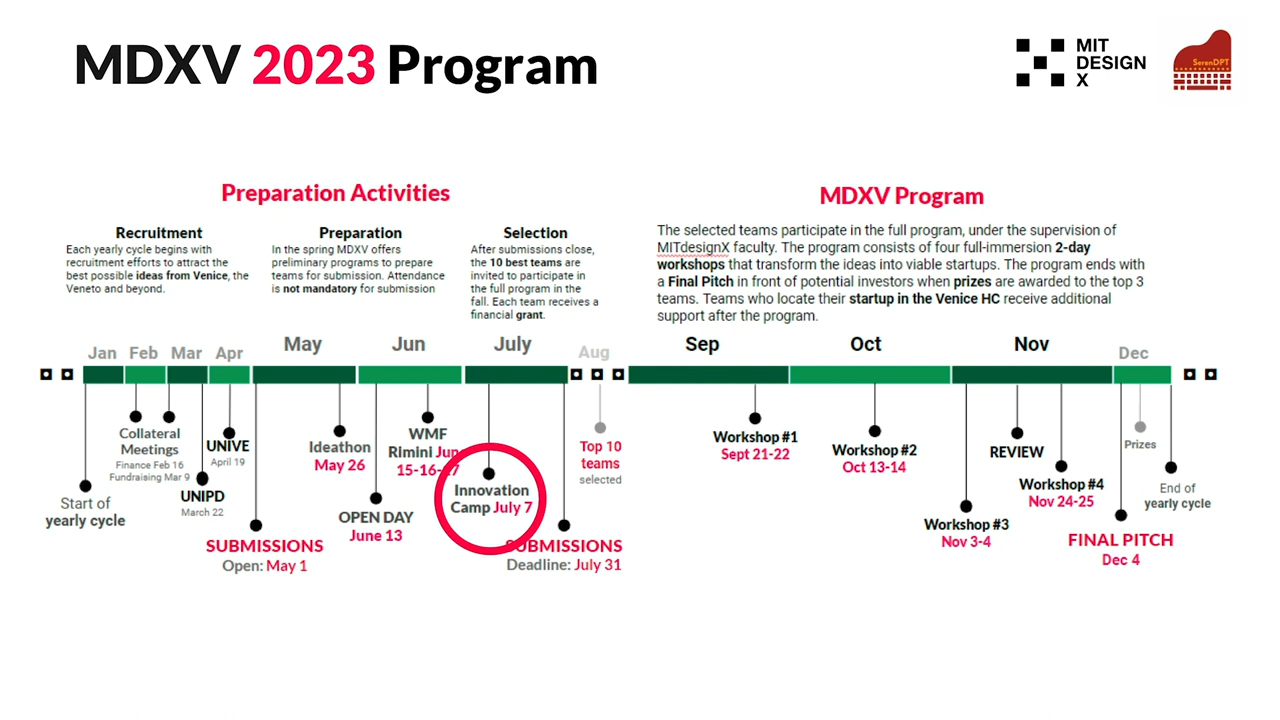 MDXV 2023 Program
MIT
DESIGN
X
SerenDPT
Preparation Activities
Recruitment
Each yearly cycle begins with
recruitment efforts to attract the
best possible ideas from Venice, the
Veneto and beyond.
Preparation
In the spring MDXV offers
preliminary programs to prepare
teams for submission. Attendance
is not mandatory for submission
Selection
After submissions close,
the 10 best teams are
invited to participate in
the full program in the
fall. Each team receives a
financial grant.
MDXV Program
The selected teams participate in the full program, under the supervision of
MITdesignX faculty. The program consists of four full-immersion 2-day
workshops that transform the ideas into viable startups. The program ends with
a Final Pitch in front of potential investors when prizes are awarded to the top 3
teams. Teams who locate their startup in the Venice HC receive additional
support after the program.
Jan Feb Mar Apr May Jun July Aug Sep Oct Nov Dec
Start of
yearly cycle
Collateral
Meetings
Finance Feb 16
Fundraising Mar 9
UNIPD
March 22
UNIVE
April 19
SUBMISSIONS
Open: May 1
Ideathon
May 26
OPEN DAY
June 13
WMF
Rimini Jun
15-16-17
Innovation
Camp July 7
SUBMISSIONS
Deadline: July 31
Top 10
teams
selected
Workshop #1
Sept 21-22
Workshop #2
Oct 13-14
Workshop #3
Nov 3-4
REVIEW
Workshop #4
Nov 24-25
FINAL PITCH
Dec 4
Prizes
End of
yearly cycle